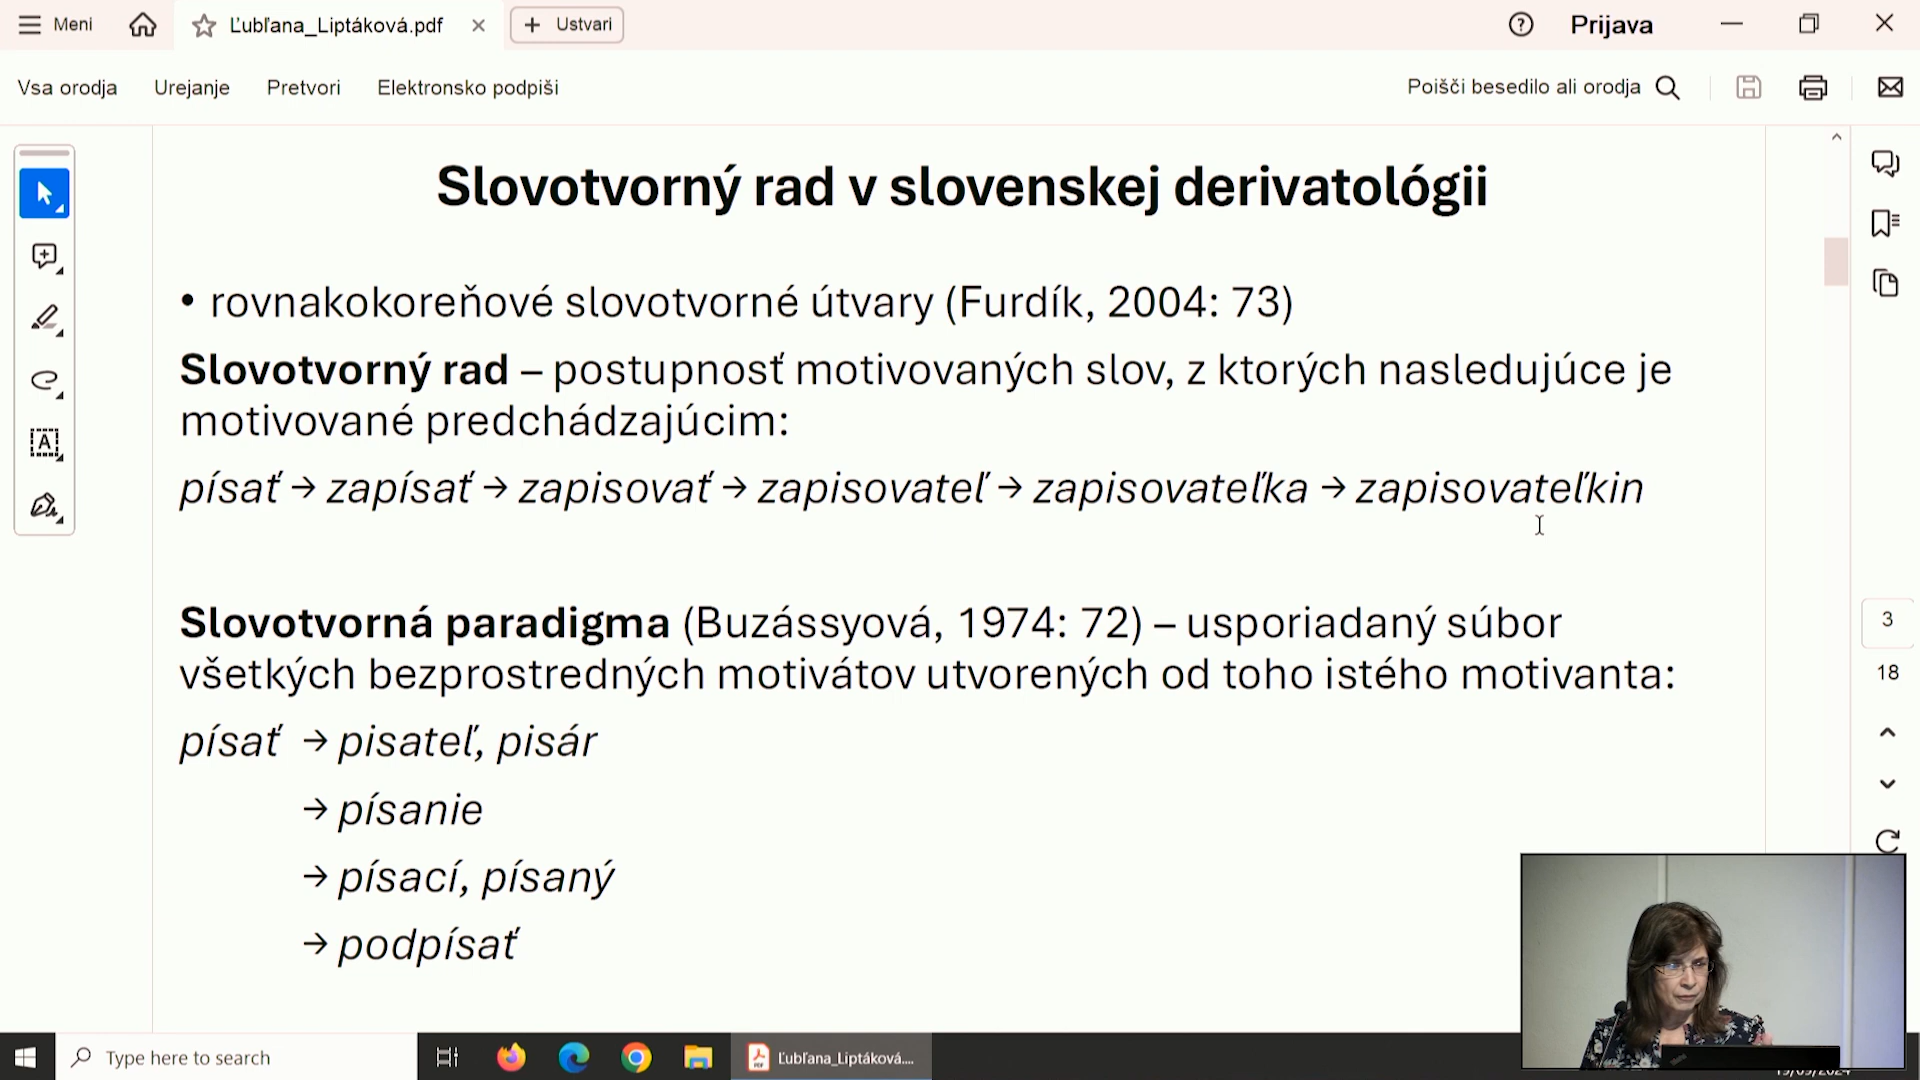 Meni
Ľubľana_Liptáková.pdf
Ustvari
Prijava
Vsa orodja
Urejanje
Pretvori
Elektronsko podpiši
Poišči besedilo ali orodja
Slovotvorný rad v slovenskej derivatológii
• rovnakokoreňové slovotvorné útvary (Furdík, 2004: 73)
Slovotvorný rad – postupnosť motivovaných slov, z ktorých nasledujúce je
motivované predchádzajúcim:
písať → zapísať → zapisovať → zapisovateľ → zapisovateľka → zapisovateľkin
Slovotvorná paradigma (Buzássyová, 1974: 72) – usporiadaný súbor
všetkých bezprostredných motivátov utvorených od toho istého motivanta:
písať → pisateľ, pisár
→ písanie
→ písací, písaný
→ podpísať
3
18
Type here to search
Ľubľana_Liptáková....